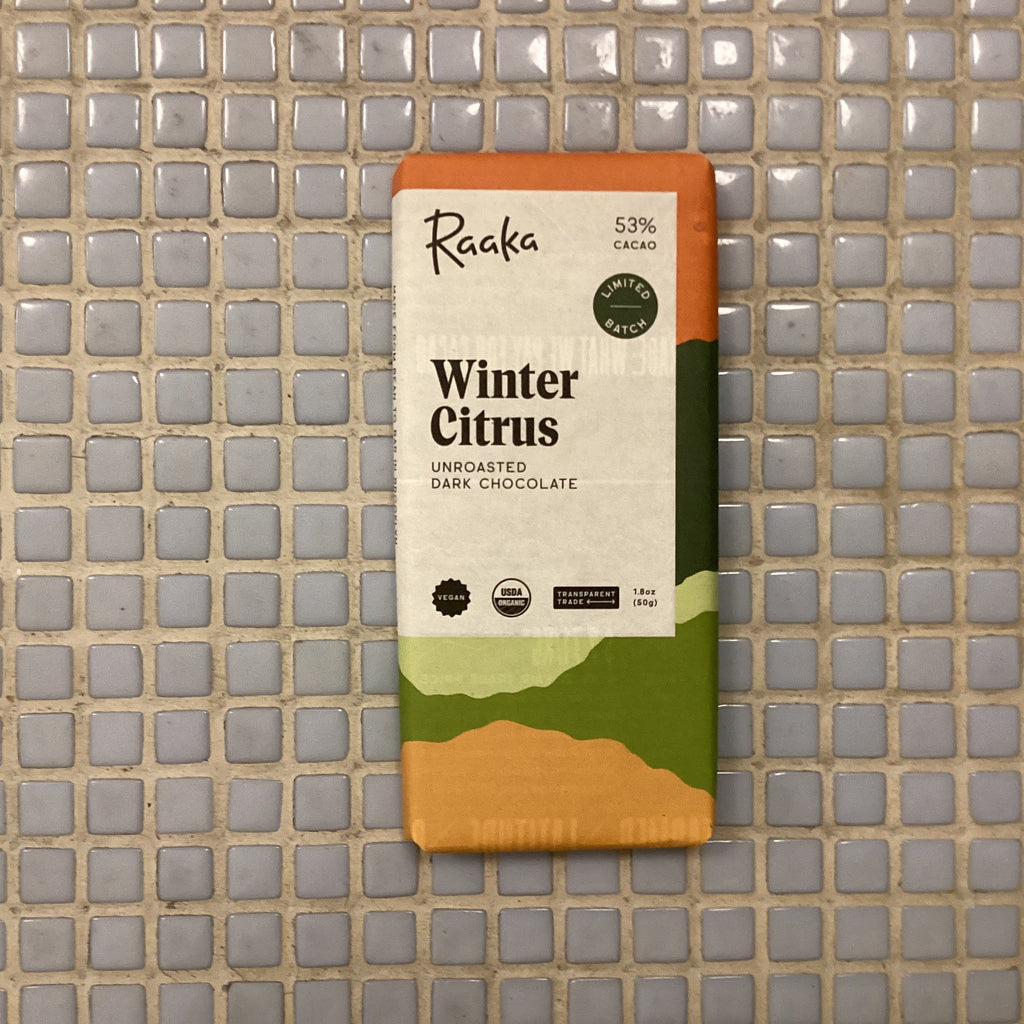 Raaka
53%
CACAO
LIMITED
BATCH
Winter
Citrus
UNROASTED
DARK CHOCOLATE
VEGAN
USDA
ORGANIC
TRANSPARENT
TRADE
1.8oz
(50g)